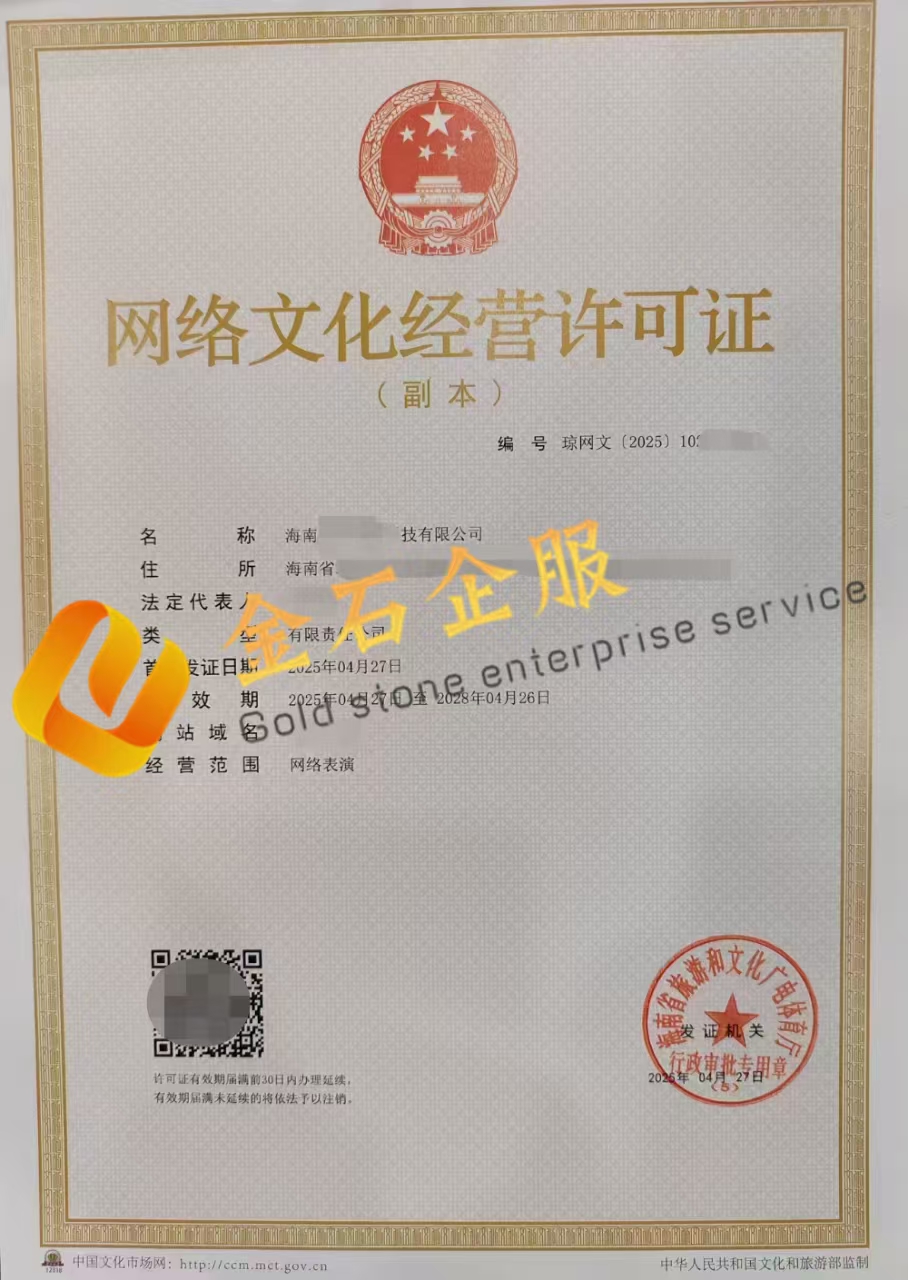 网络文化经营许可证
（副本）
编 号 琼网文〔2025〕10
名 称 海南 技有限公司
住 所 海南省
法定代表人
类 型 有限责任公司
首 发证日期 2025年04月27日
效 期 2025年04月27日 至 2028年04月26日
站 域 名
经 营 范 围 网络表演
金石企服
Gold stone enterprise service
许可证有效期届满前30日内办理延续，
有效期届满未延续的将依法予以注销。
海南省旅游和文化广电体育厅
发 证 机 关
行政审批专用章
2025年 04月 27日
（5）
12018
中国文化市场网：http://ccm.mct.gov.cn
中华人民共和国文化和旅游部监制